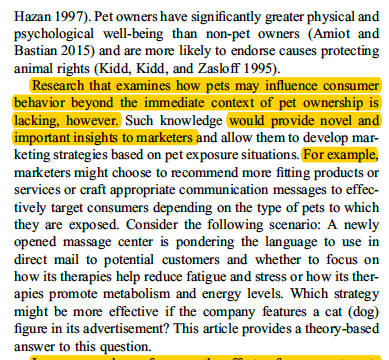 Hazan 1997). Pet owners have significantly greater physical and
psychological well-being than non-pet owners (Amiot and
Bastian 2015) and are more likely to endorse causes protecting
animal rights (Kidd, Kidd, and Zasloff 1995).
Research that examines how pets may influence consumer
behavior beyond the immediate context of pet ownership is
lacking, however. Such knowledge would provide novel and
important insights to marketers and allow them to develop mar-
keting strategies based on pet exposure situations. For example,
marketers might choose to recommend more fitting products or
services or craft appropriate communication messages to effec-
tively target consumers depending on the type of pets to which
they are exposed. Consider the following scenario: A newly
opened massage center is pondering the language to use in
direct mail to potential customers and whether to focus on
how its therapies help reduce fatigue and stress or how its ther-
apies promote metabolism and energy levels. Which strategy
might be more effective if the company features a cat (dog)
figure in its advertisement? This article provides a theory-based
answer to this question.